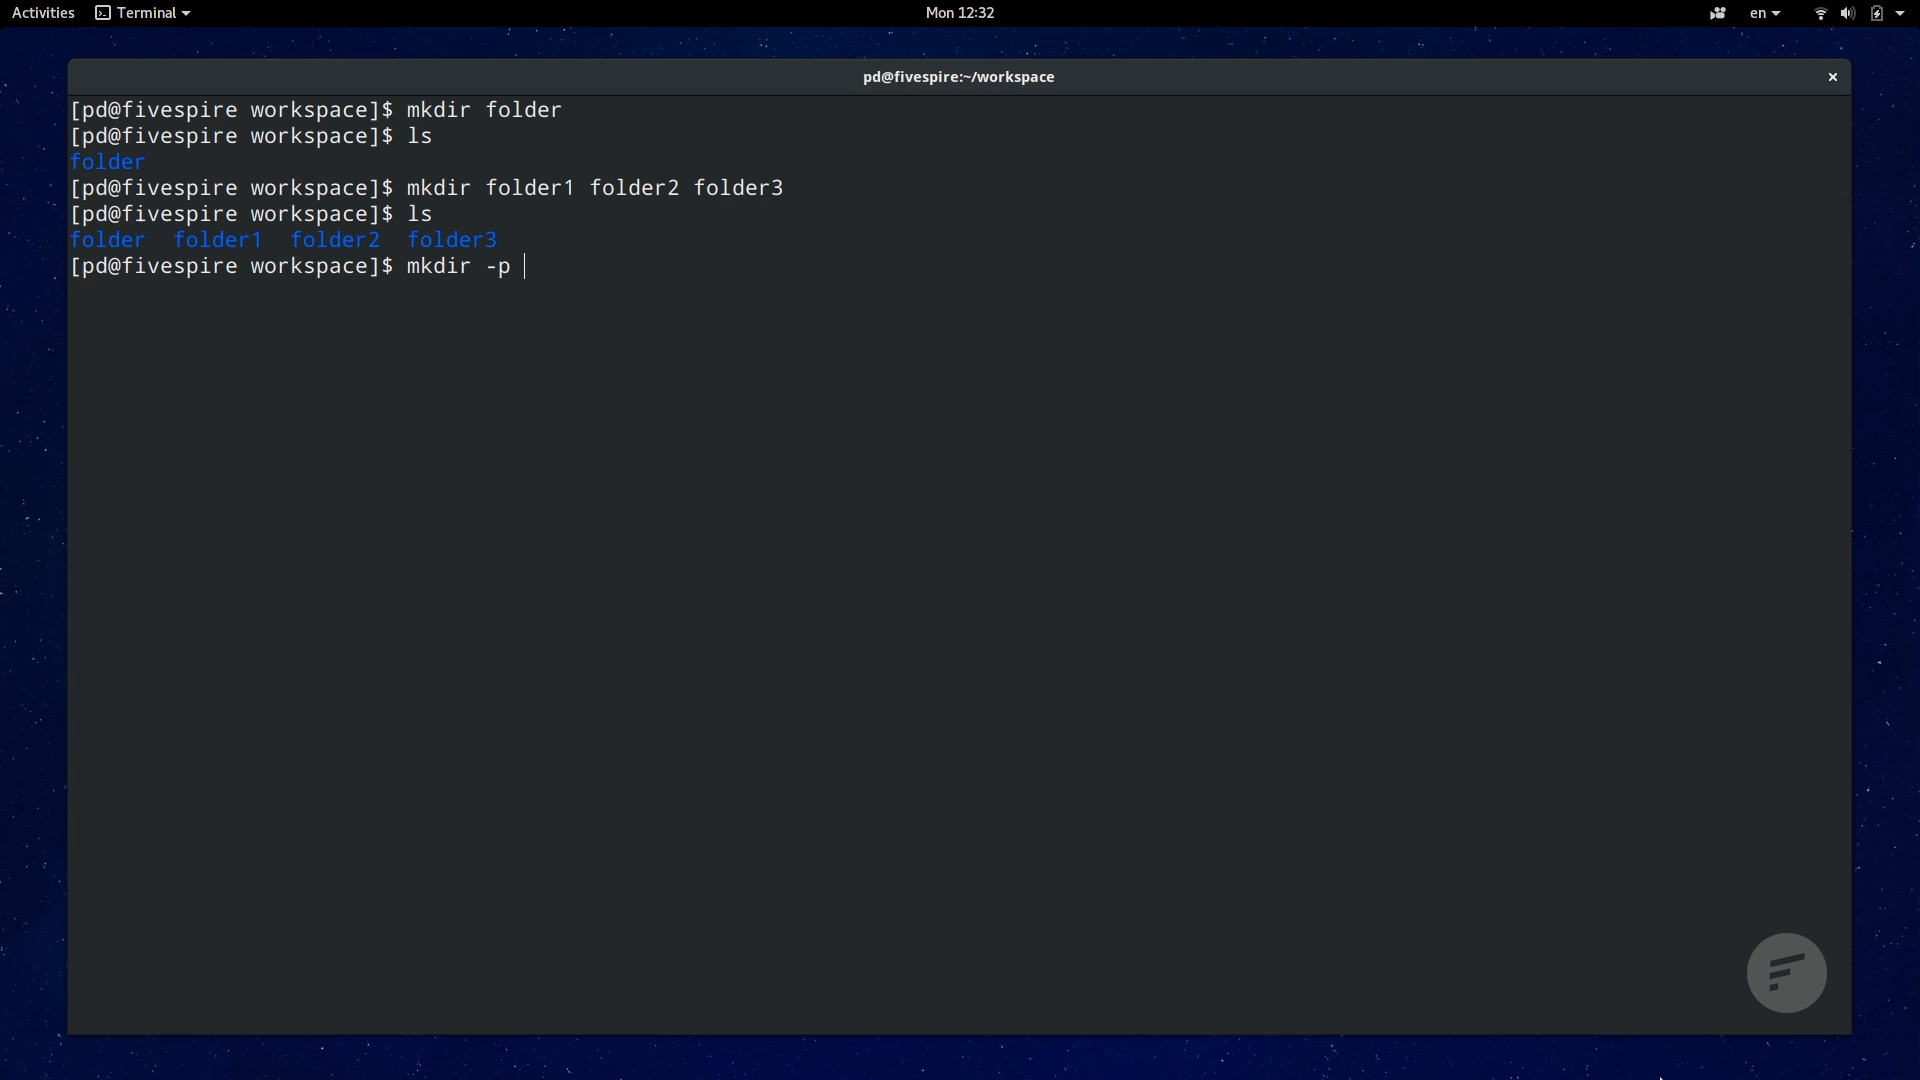 Activities Terminal Mon 12:32 en
pd@fivespire:~/workspace
[pd@fivespire workspace]$ mkdir folder
[pd@fivespire workspace]$ ls
folder
[pd@fivespire workspace]$ mkdir folder1 folder2 folder3
[pd@fivespire workspace]$ ls
folder folder1 folder2 folder3
[pd@fivespire workspace]$ mkdir -p